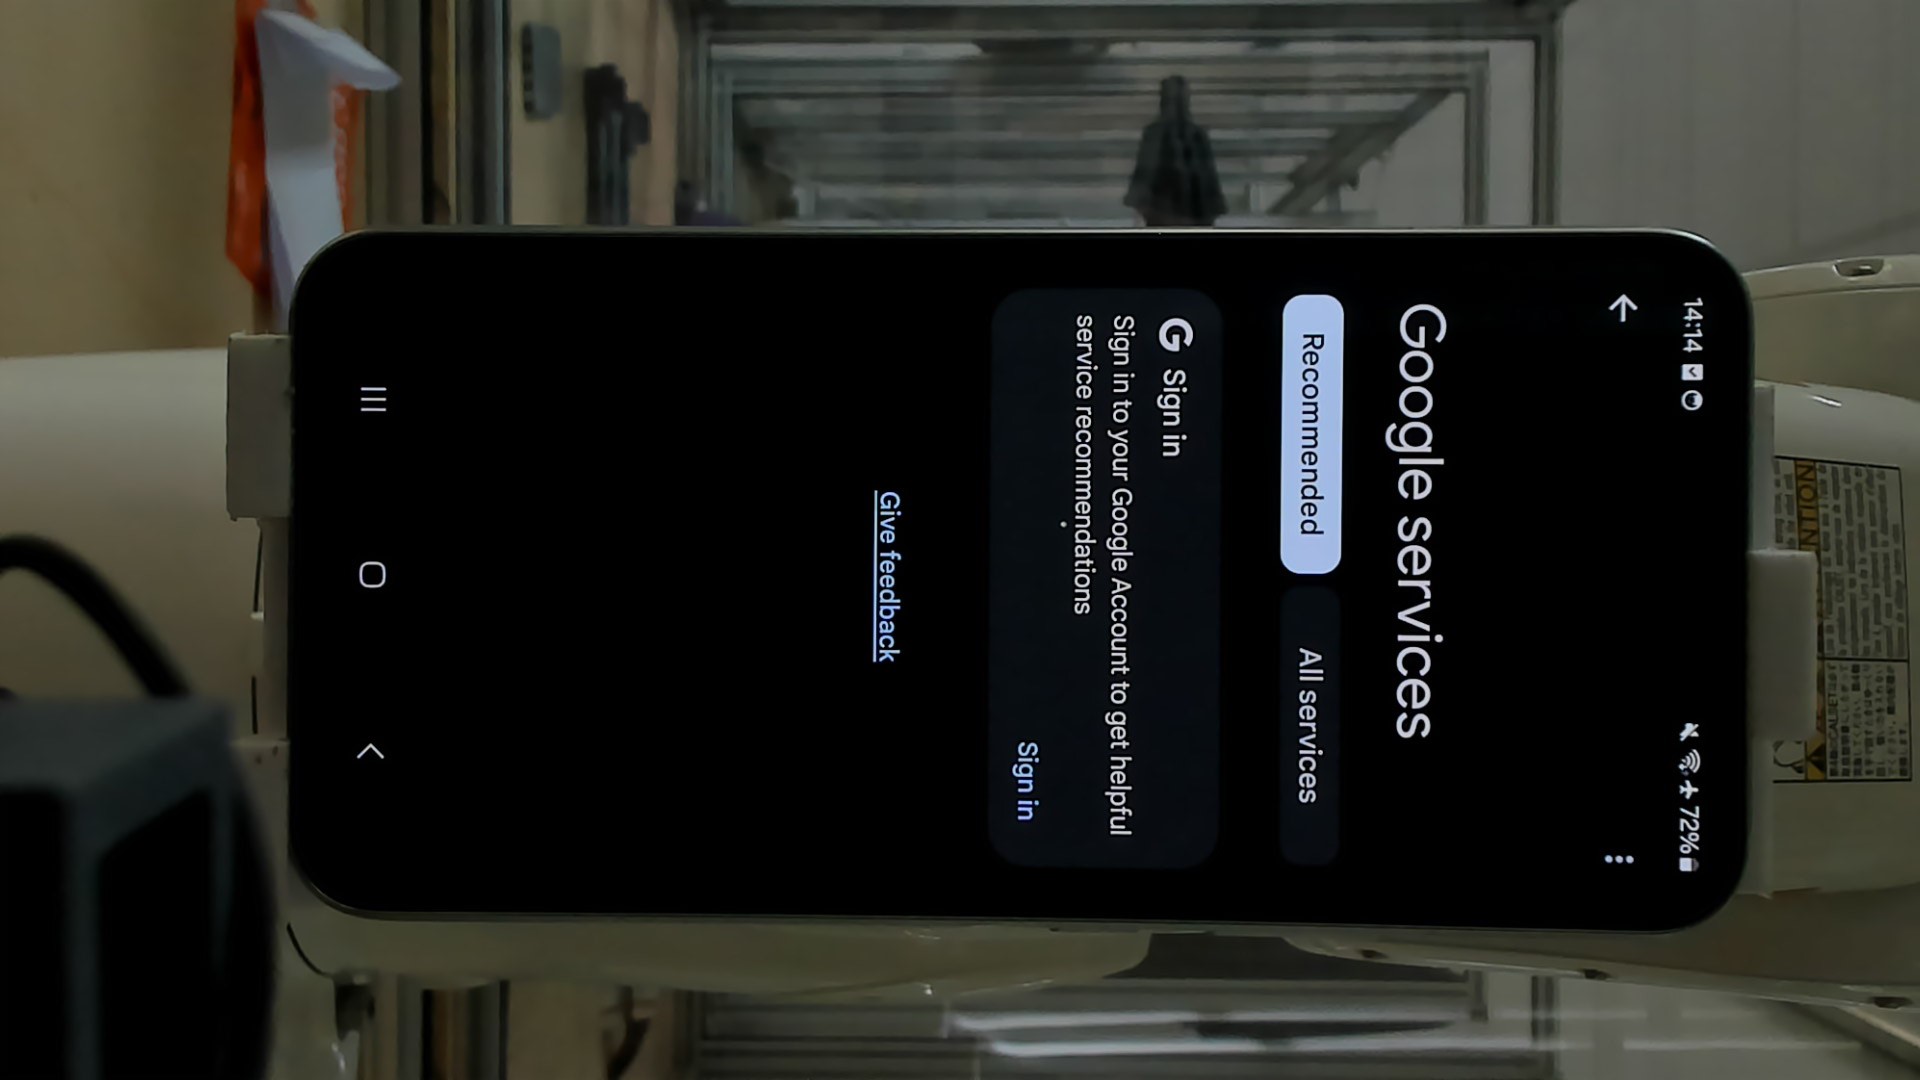 14:14
72%
Google services
Recommended
All services
Sign in
Sign in to your Google Account to get helpful
service recommendations
Sign in
Give feedback